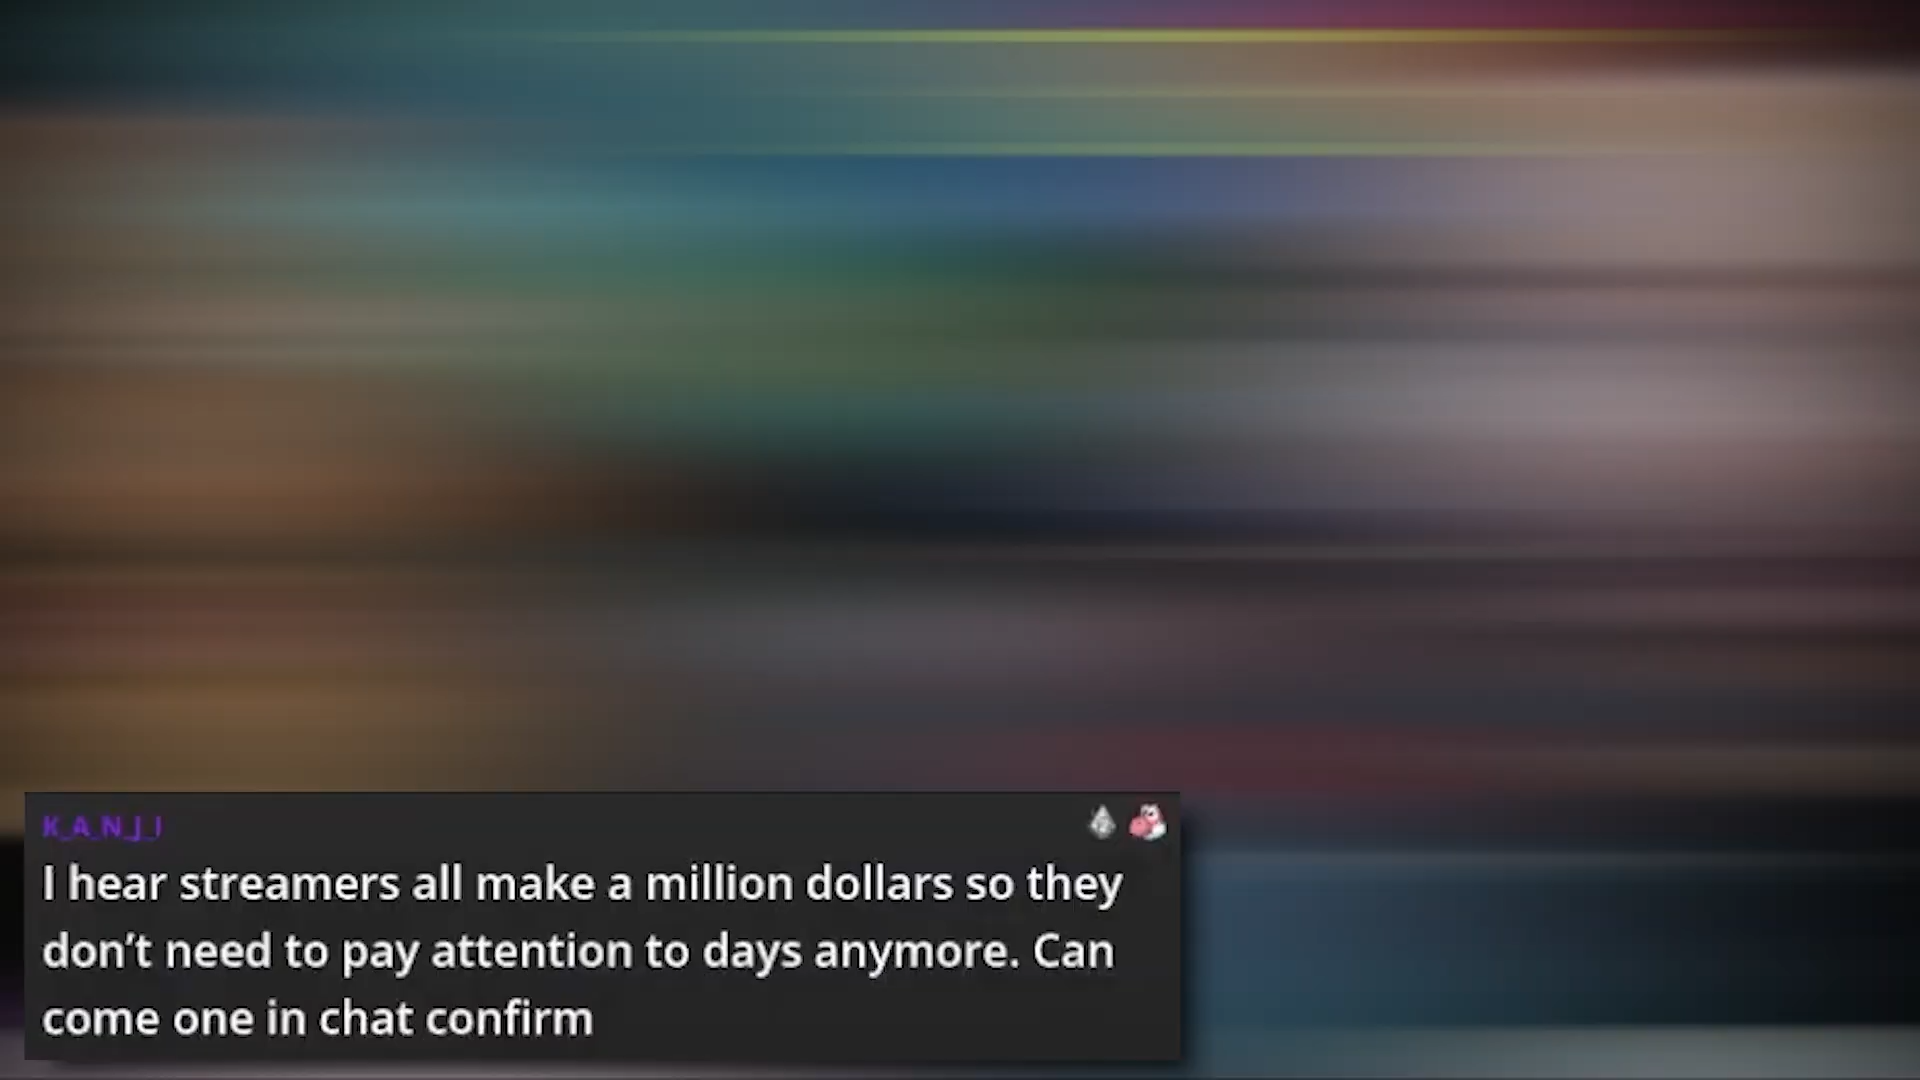 K_A_N_J_I
I hear streamers all make a million dollars so they
don’t need to pay attention to days anymore. Can
come one in chat confirm